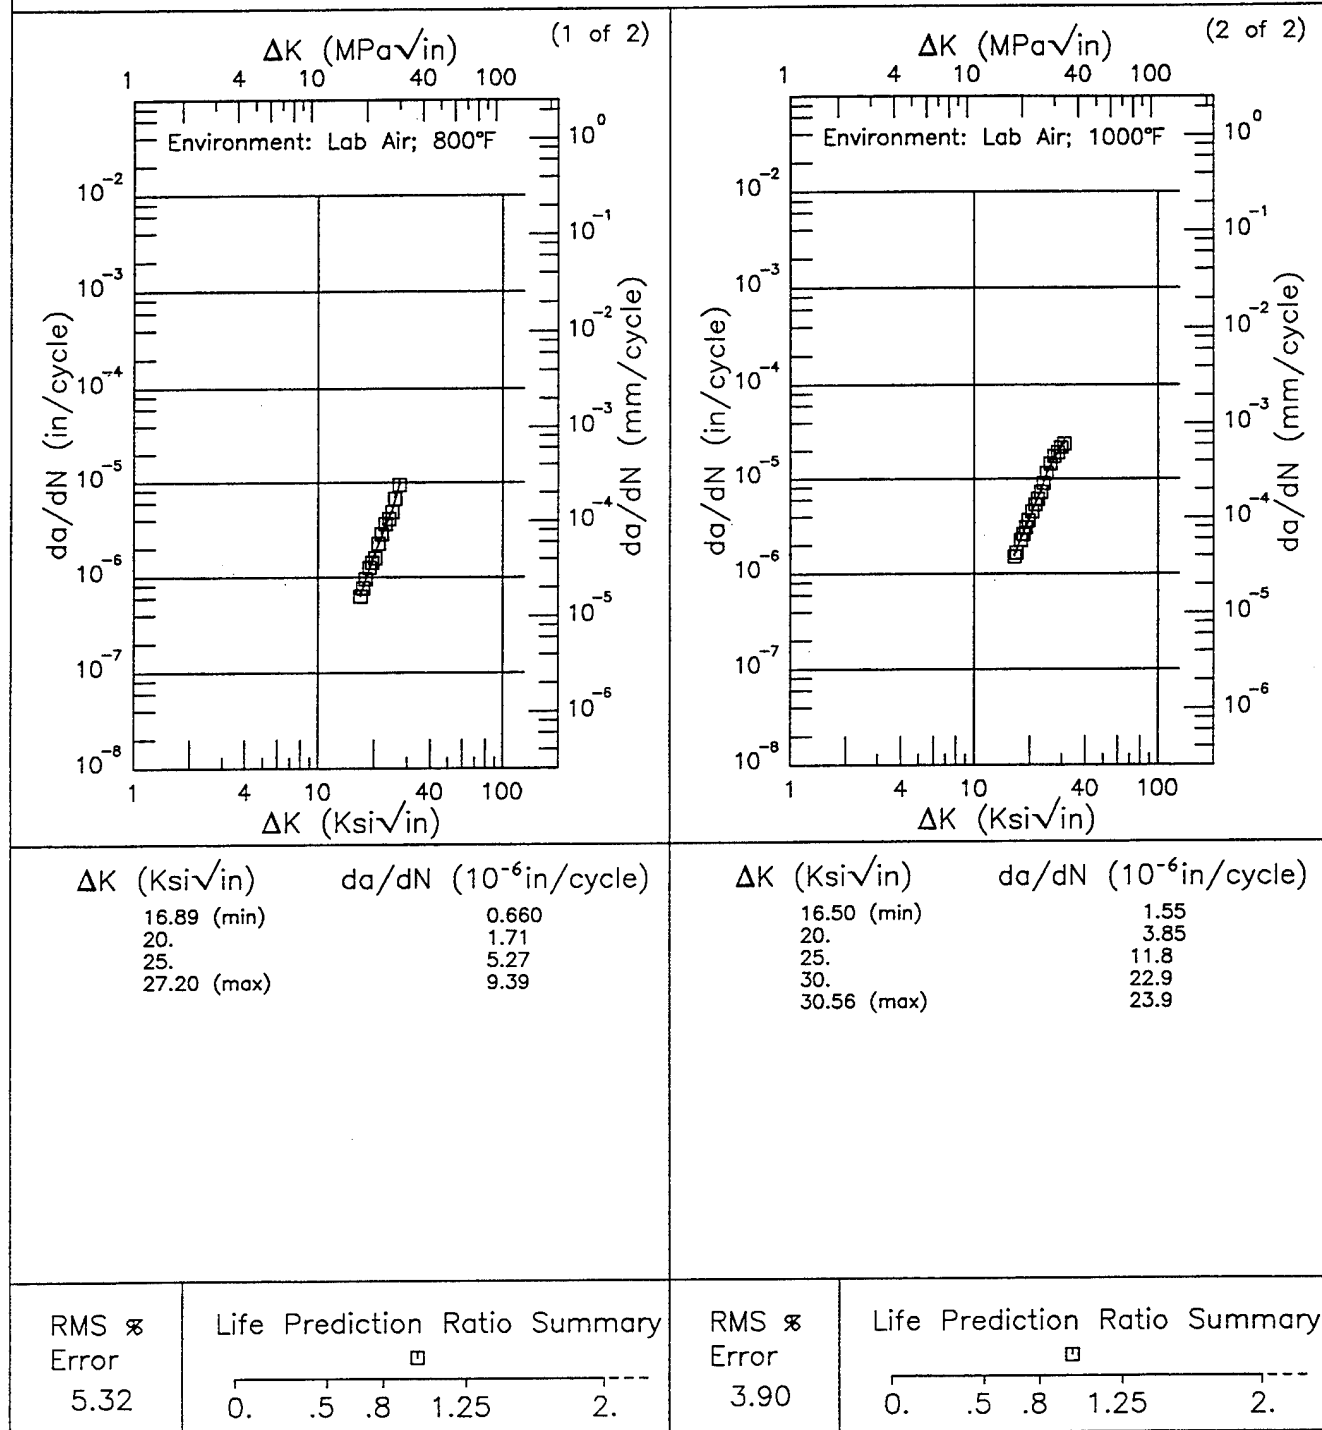 (1 of 2)
ΔK (MPa√in)
1 4 10 40 100
Environment: Lab Air; 800°F
10⁻²
10⁻³
10⁻⁴
10⁻⁵
10⁻⁶
10⁻⁷
10⁻⁸
da/dN (in/cycle)
10⁰
10⁻¹
10⁻²
10⁻³
10⁻⁴
10⁻⁵
10⁻⁶
da/dN (mm/cycle)
1 4 10 40 100
ΔK (Ksi√in)
ΔK (Ksi√in) da/dN (10⁻⁶in/cycle)
16.89 (min) 0.660
20. 1.71
25. 5.27
27.20 (max) 9.39
RMS %
Error
5.32
Life Prediction Ratio Summary
0. .5 .8 1.25 2.
(2 of 2)
ΔK (MPa√in)
1 4 10 40 100
Environment: Lab Air; 1000°F
10⁻²
10⁻³
10⁻⁴
10⁻⁵
10⁻⁶
10⁻⁷
10⁻⁸
da/dN (in/cycle)
10⁰
10⁻¹
10⁻²
10⁻³
10⁻⁴
10⁻⁵
10⁻⁶
da/dN (mm/cycle)
1 4 10 40 100
ΔK (Ksi√in)
ΔK (Ksi√in) da/dN (10⁻⁶in/cycle)
16.50 (min) 1.55
20. 3.85
25. 11.8
30. 22.9
30.56 (max) 23.9
RMS %
Error
3.90
Life Prediction Ratio Summary
0. .5 .8 1.25 2.